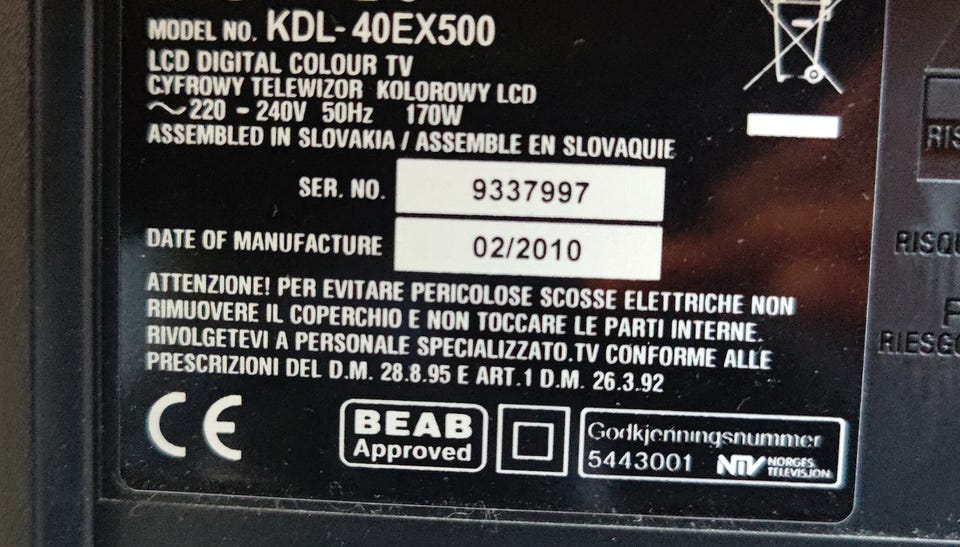 MODEL NO. KDL-40EX500
LCD DIGITAL COLOUR TV
CYFROWY TELEWIZOR KOLOROWY LCD
~220 - 240V 50Hz 170W
ASSEMBLED IN SLOVAKIA / ASSEMBLE EN SLOVAQUIE
SER. NO. 9337997
DATE OF MANUFACTURE 02/2010
ATTENZIONE! PER EVITARE PERICOLOSE SCOSSE ELETTRICHE NON
RIMUOVERE IL COPERCHIO E NON TOCCARE LE PARTI INTERNE.
RIVOLGETEVI A PERSONALE SPECIALIZZATO.TV CONFORME ALLE
PRESCRIZIONI DEL D.M. 28.8.95 E ART.1 D.M. 26.3.92
CE
BEAB
Approved
Godkjenningsnummer
5443001 NTV NORGES
TELEVISJON
RIS
RISQU
RIESGO